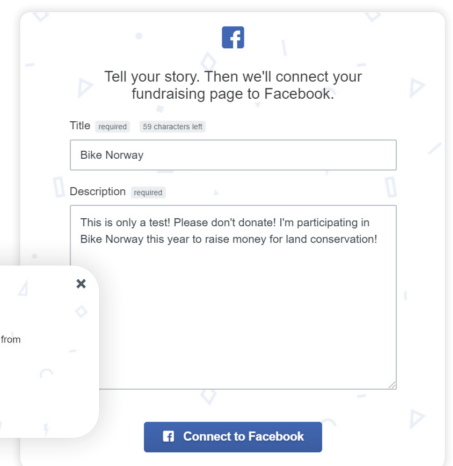 Tell your story. Then we'll connect your
fundraising page to Facebook.
Title required 59 characters left
Bike Norway
Description required
This is only a test! Please don't donate! I'm participating in
Bike Norway this year to raise money for land conservation!
from
Connect to Facebook